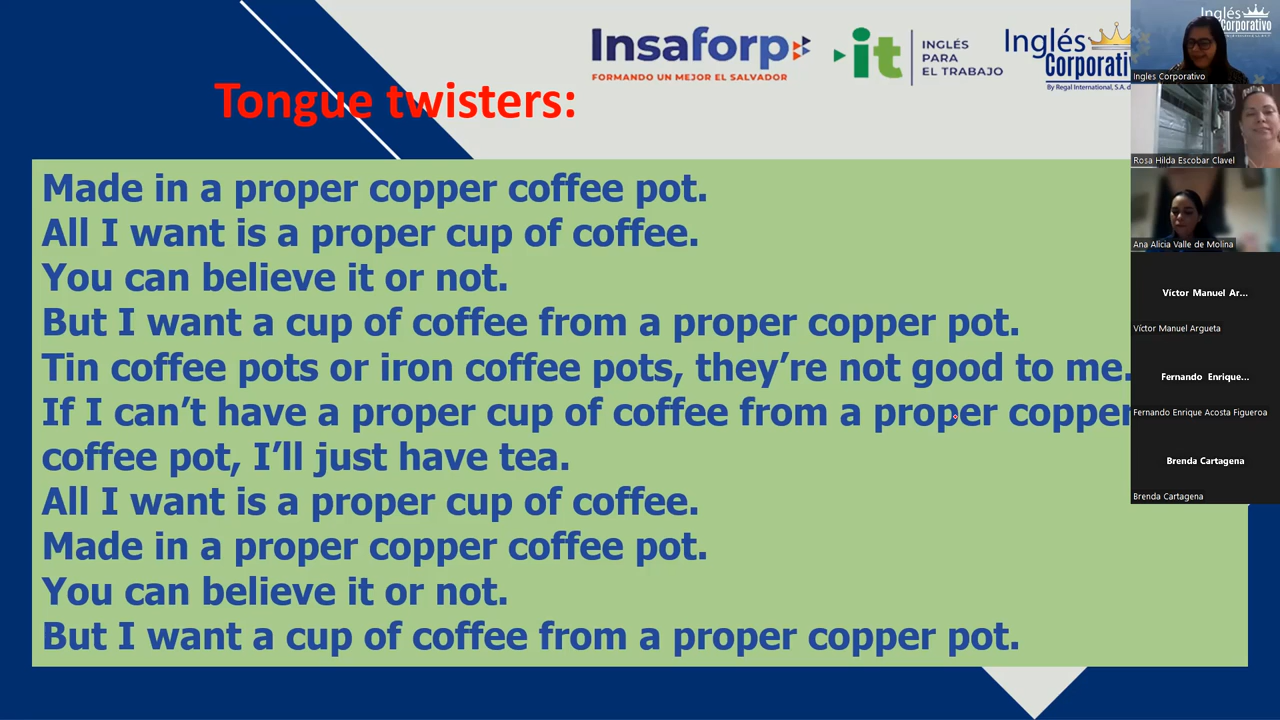 Insaforp
FORMANDO UN MEJOR EL SALVADOR
it
INGLÉS
PARA
EL TRABAJO
Inglés
Corporativ
By Regal International, S.A. d
Tongue twisters:
Made in a proper copper coffee pot.
All I want is a proper cup of coffee.
You can believe it or not.
But I want a cup of coffee from a proper copper pot.
Tin coffee pots or iron coffee pots, they’re not good to me.
If I can’t have a proper cup of coffee from a proper copper
coffee pot, I’ll just have tea.
All I want is a proper cup of coffee.
Made in a proper copper coffee pot.
You can believe it or not.
But I want a cup of coffee from a proper copper pot.
Inglés
Corporativo
Ingles Corporativo
Rosa Hilda Escobar Clavel
Ana Alicia Valle de Molina
Víctor Manuel Ar...
Víctor Manuel Argueta
Fernando Enrique...
Fernando Enrique Acosta Figueroa
Brenda Cartagena
Brenda Cartagena